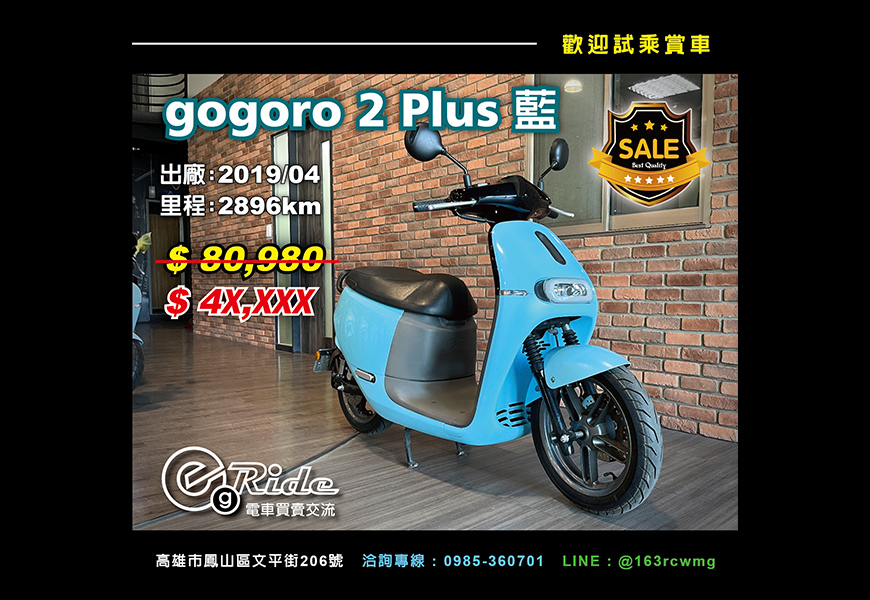 歡迎試乘賞車
gogoro 2 Plus 藍
SALE
Best Quality
出廠:2019/04
里程:2896km
$ 80,980
$ 4X,XXX
eg Ride
電車買賣交流
高雄市鳳山區文平街206號 洽詢專線:0985-360701 LINE:@163rcwmg